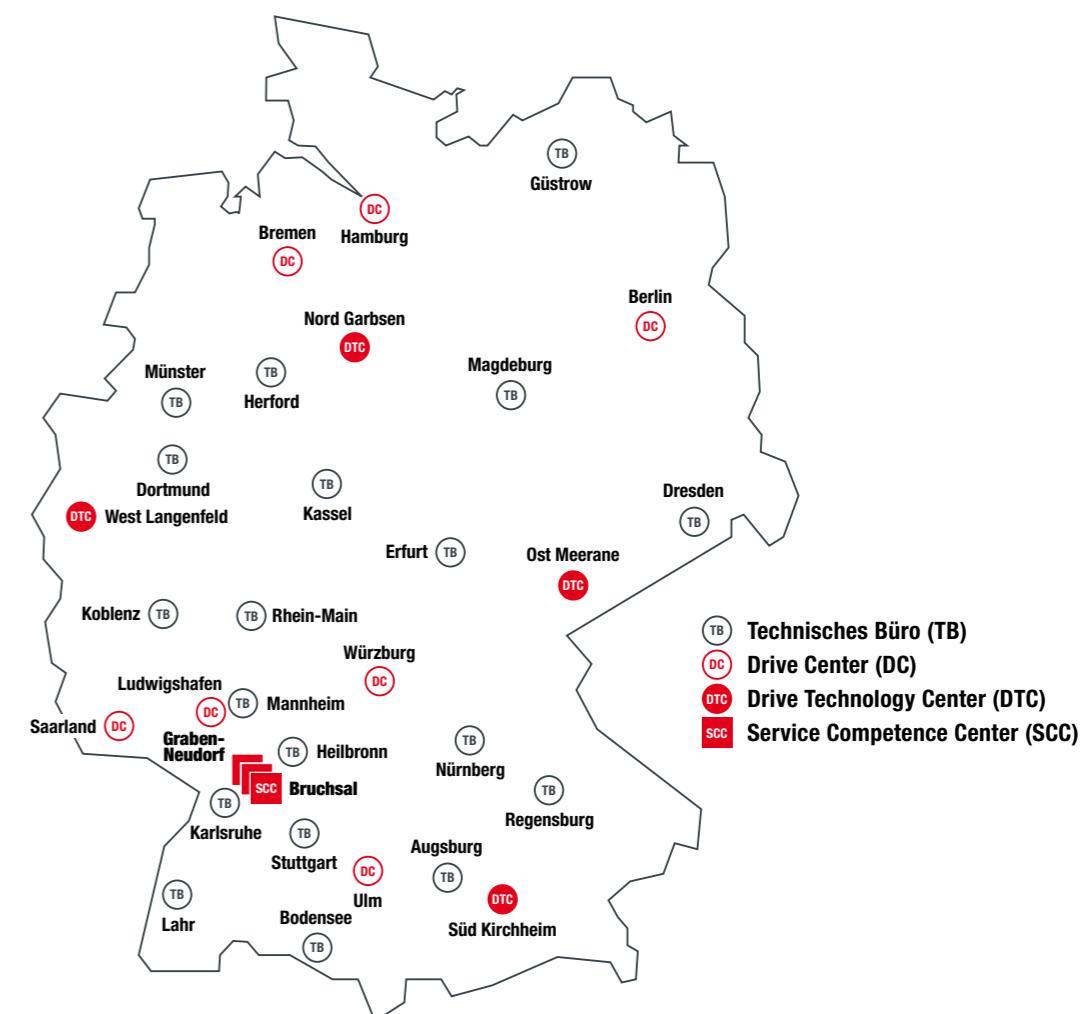 TB
Güstrow
DC
Hamburg
Bremen
DC
Berlin
DC
Nord Garbsen
DTC
Magdeburg
TB
TB
Herford
Münster
TB
TB
Dortmund
TB
Kassel
DTC West Langenfeld
Dresden
TB
Erfurt TB
Ost Meerane
DTC
Koblenz TB
TB Rhein-Main
Würzburg
DC
Ludwigshafen
DC
TB Mannheim
Saarland DC
Graben-
Neudorf
TB Heilbronn
TB
Nürnberg
SCC Bruchsal
TB
Karlsruhe
TB
Regensburg
TB
Stuttgart
Augsburg
TB
DC
Ulm
TB
Lahr
DTC
Süd Kirchheim
Bodensee
TB
TB Technisches Büro (TB)
DC Drive Center (DC)
DTC Drive Technology Center (DTC)
SCC Service Competence Center (SCC)